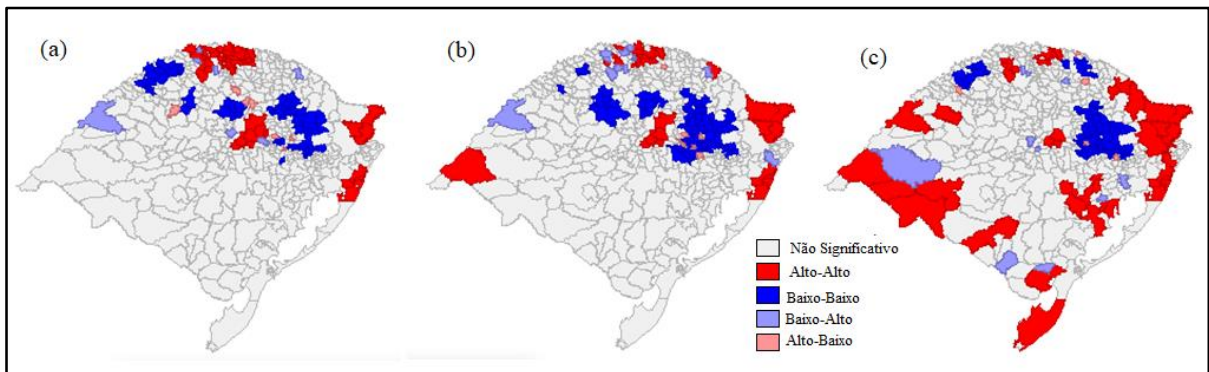 (a)
(b)
(c)
Não Significativo
Alto-Alto
Baixo-Baixo
Baixo-Alto
Alto-Baixo